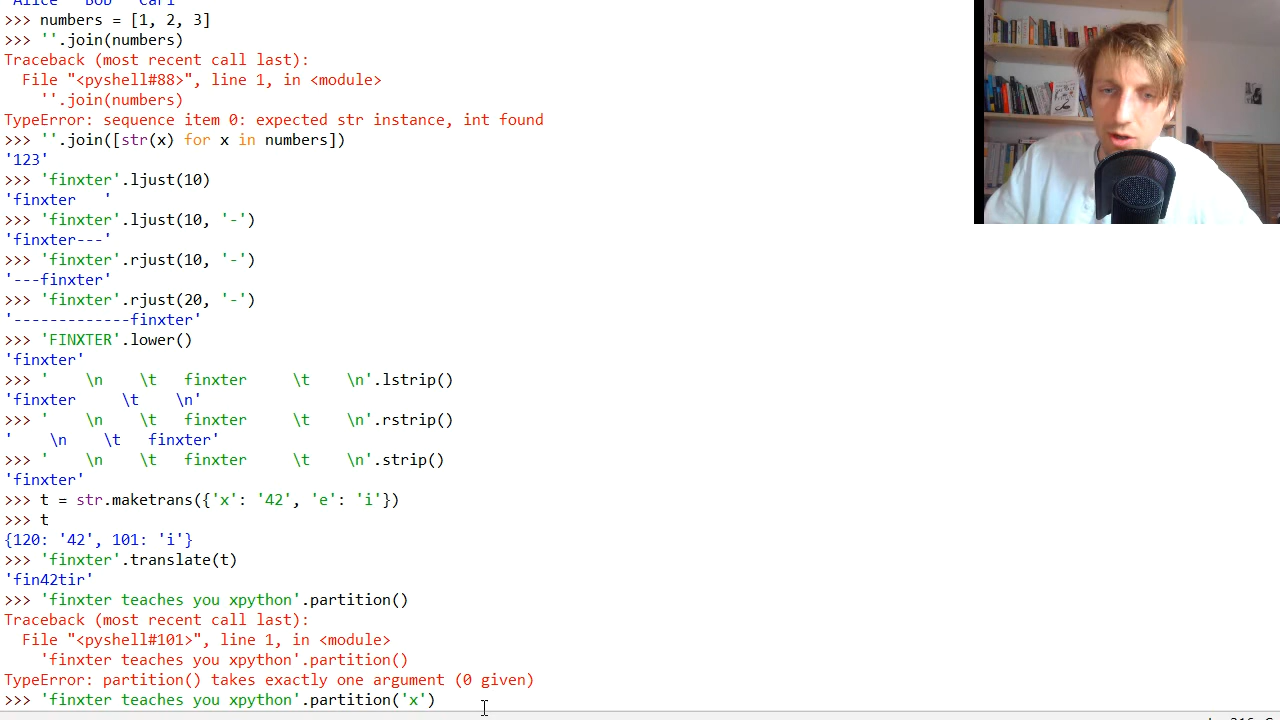 'Alice  Bob  Carl'
>>> numbers = [1, 2, 3]
>>> ''.join(numbers)
Traceback (most recent call last):
  File "<pyshell#88>", line 1, in <module>
    ''.join(numbers)
TypeError: sequence item 0: expected str instance, int found
>>> ''.join([str(x) for x in numbers])
'123'
>>> 'finxter'.ljust(10)
'finxter   '
>>> 'finxter'.ljust(10, '-')
'finxter---'
>>> 'finxter'.rjust(10, '-')
'---finxter'
>>> 'finxter'.rjust(20, '-')
'-------------finxter'
>>> 'FINXTER'.lower()
'finxter'
>>> '    \n    \t   finxter     \t    \n'.lstrip()
'finxter     \t    \n'
>>> '    \n    \t   finxter     \t    \n'.rstrip()
'    \n    \t   finxter'
>>> '    \n    \t   finxter     \t    \n'.strip()
'finxter'
>>> t = str.maketrans({'x': '42', 'e': 'i'})
>>> t
{120: '42', 101: 'i'}
>>> 'finxter'.translate(t)
'fin42tir'
>>> 'finxter teaches you xpython'.partition()
Traceback (most recent call last):
  File "<pyshell#101>", line 1, in <module>
    'finxter teaches you xpython'.partition()
TypeError: partition() takes exactly one argument (0 given)
>>> 'finxter teaches you xpython'.partition('x')